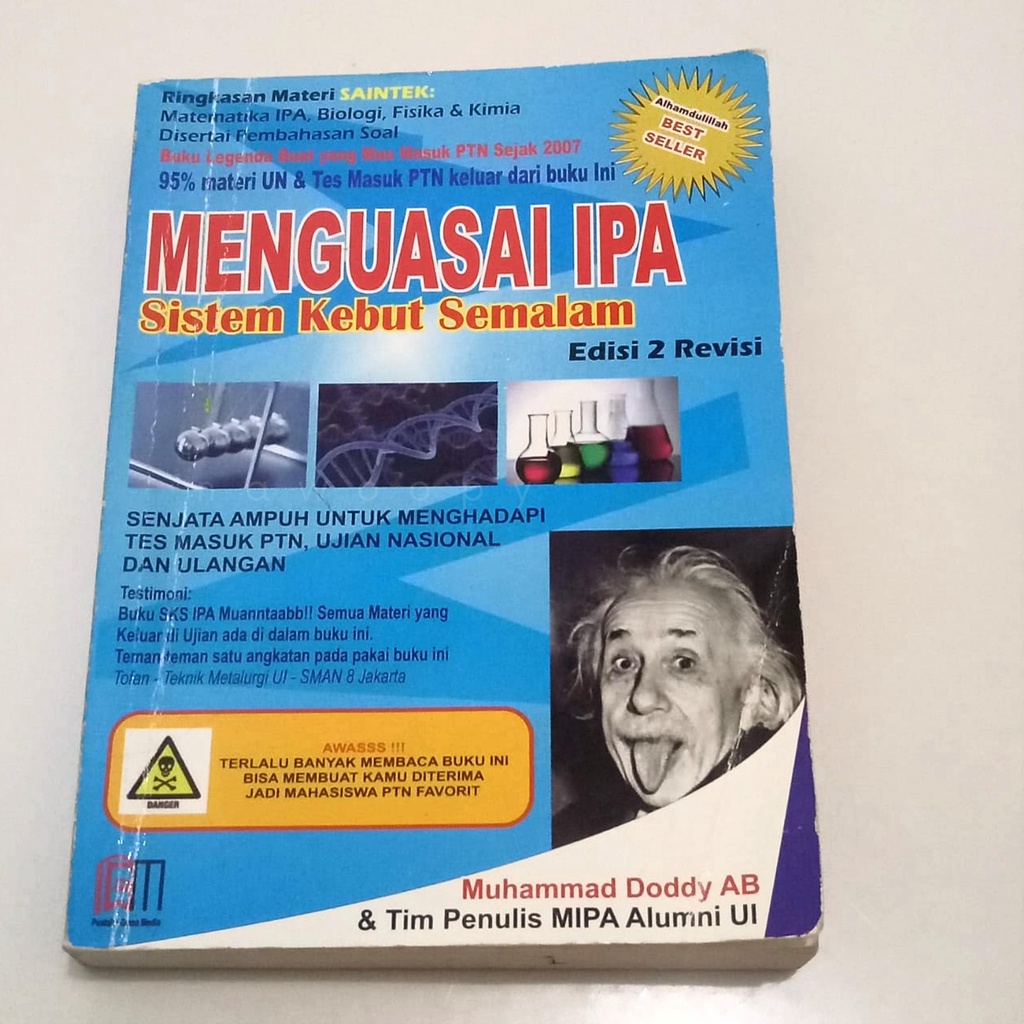 Ringkasan Materi SAINTEK:
Matematika IPA, Biologi, Fisika & Kimia
Disertai Pembahasan Soal
Buku Legenda Buat yang Mau Masuk PTN Sejak 2007
95% materi UN & Tes Masuk PTN keluar dari buku Ini
Alhamdulillah
BEST
SELLER
MENGUASAI IPA
Sistem Kebut Semalam
Edisi 2 Revisi
SENJATA AMPUH UNTUK MENGHADAPI
TES MASUK PTN, UJIAN NASIONAL
DAN ULANGAN
Testimoni:
Buku SKS IPA Muanntaabb!! Semua Materi yang
Keluar di Ujian ada di dalam buku ini.
Teman-teman satu angkatan pada pakai buku ini
Tofan - Teknik Metalurgi UI - SMAN 8 Jakarta
AWASSS !!!
TERLALU BANYAK MEMBACA BUKU INI
BISA MEMBUAT KAMU DITERIMA
JADI MAHASISWA PTN FAVORIT
DANGER
Muhammad Doddy AB
& Tim Penulis MIPA Alumni UI
Media